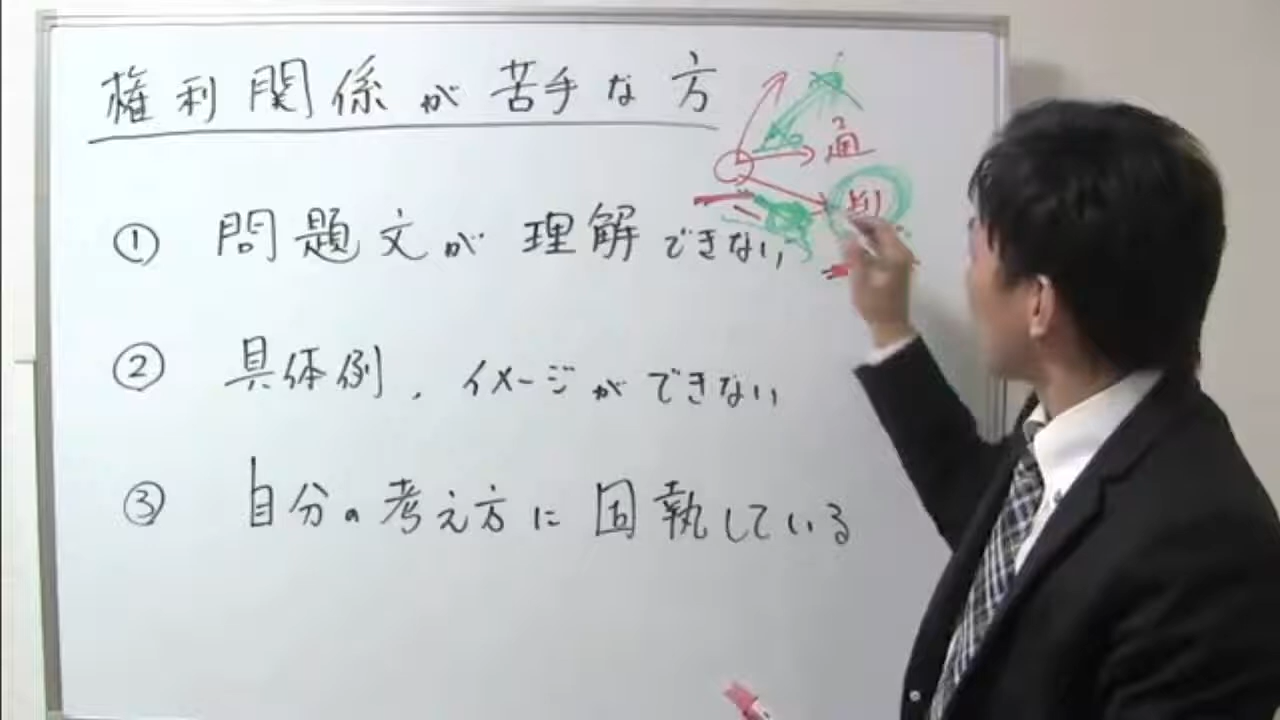 権利関係が苦手な方
通
判
① 問題文が理解できない
② 具体例、イメージができない
③ 自分の考え方に固執している